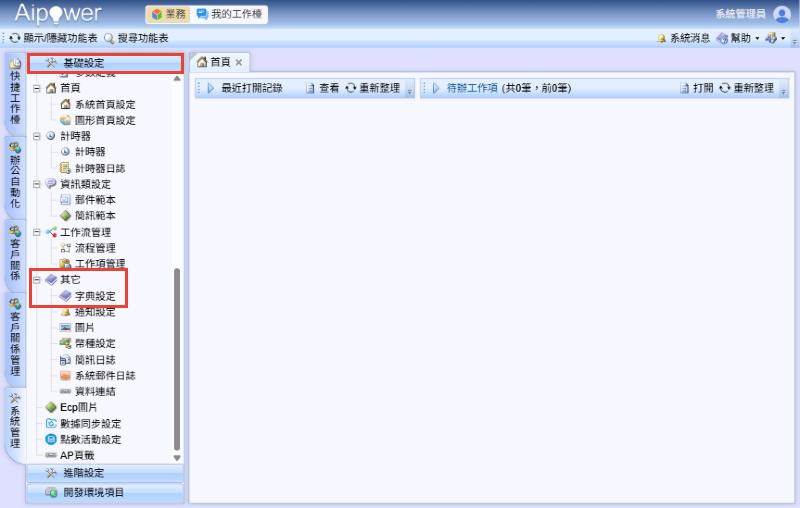 Aipower
業務
我的工作檯
系統管理員
顯示/隱藏功能表
搜尋功能表
系統消息
幫助
快捷工作檯
辦公自動化
客戶關係
客戶關係管理
系統管理
基礎設定
參數定義
首頁
系統首頁設定
圖形首頁設定
計時器
計時器
計時器日誌
資訊類設定
郵件範本
簡訊範本
工作流管理
流程管理
工作項管理
其它
字典設定
通知設定
圖片
幣種設定
簡訊日誌
系統郵件日誌
資料連結
Ecp圖片
數據同步設定
點數活動設定
AP頁籤
進階設定
開發環境項目
首頁
最近打開記錄
查看
重新整理
待辦工作項 (共0筆，前0筆)
打開
重新整理